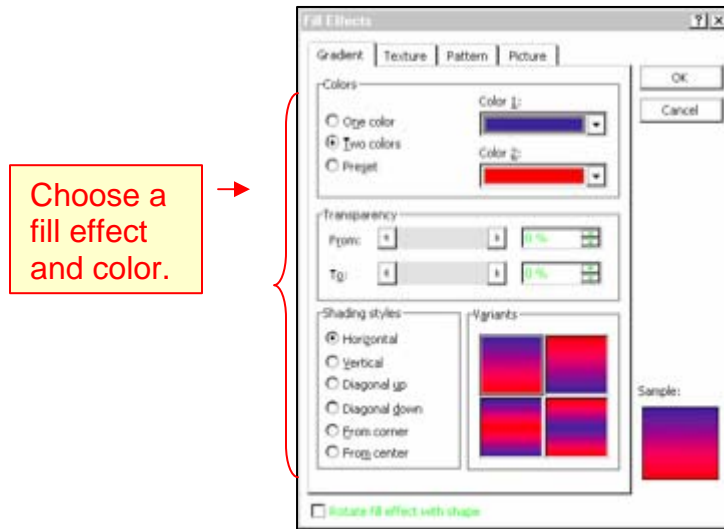 Fill Effects
Gradient Texture Pattern Picture
OK
Cancel
Colors
One color
Two colors
Preset
Color 1:
Color 2:
Choose a
fill effect
and color.
Transparency
From: 0 %
To: 0 %
Shading styles
Horizontal
Vertical
Diagonal up
Diagonal down
From corner
From center
Variants
Sample:
Rotate fill effect with shape